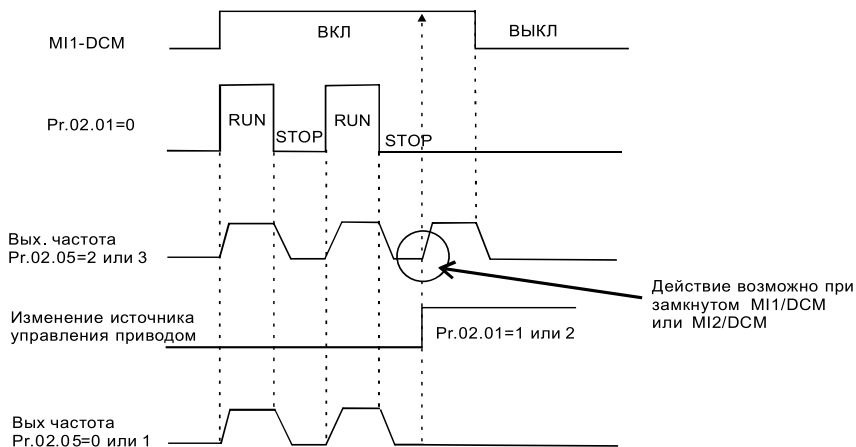 ВКЛ
ВЫКЛ
MI1-DCM
RUN
RUN
Pr.02.01=0
STOP
STOP
Вых. частота
Pr.02.05=2 или 3
Действие возможно при
замкнутом MI1/DCM
или MI2/DCM
Изменение источника
управления приводом
Pr.02.01=1 или 2
Вых частота
Pr.02.05=0 или 1